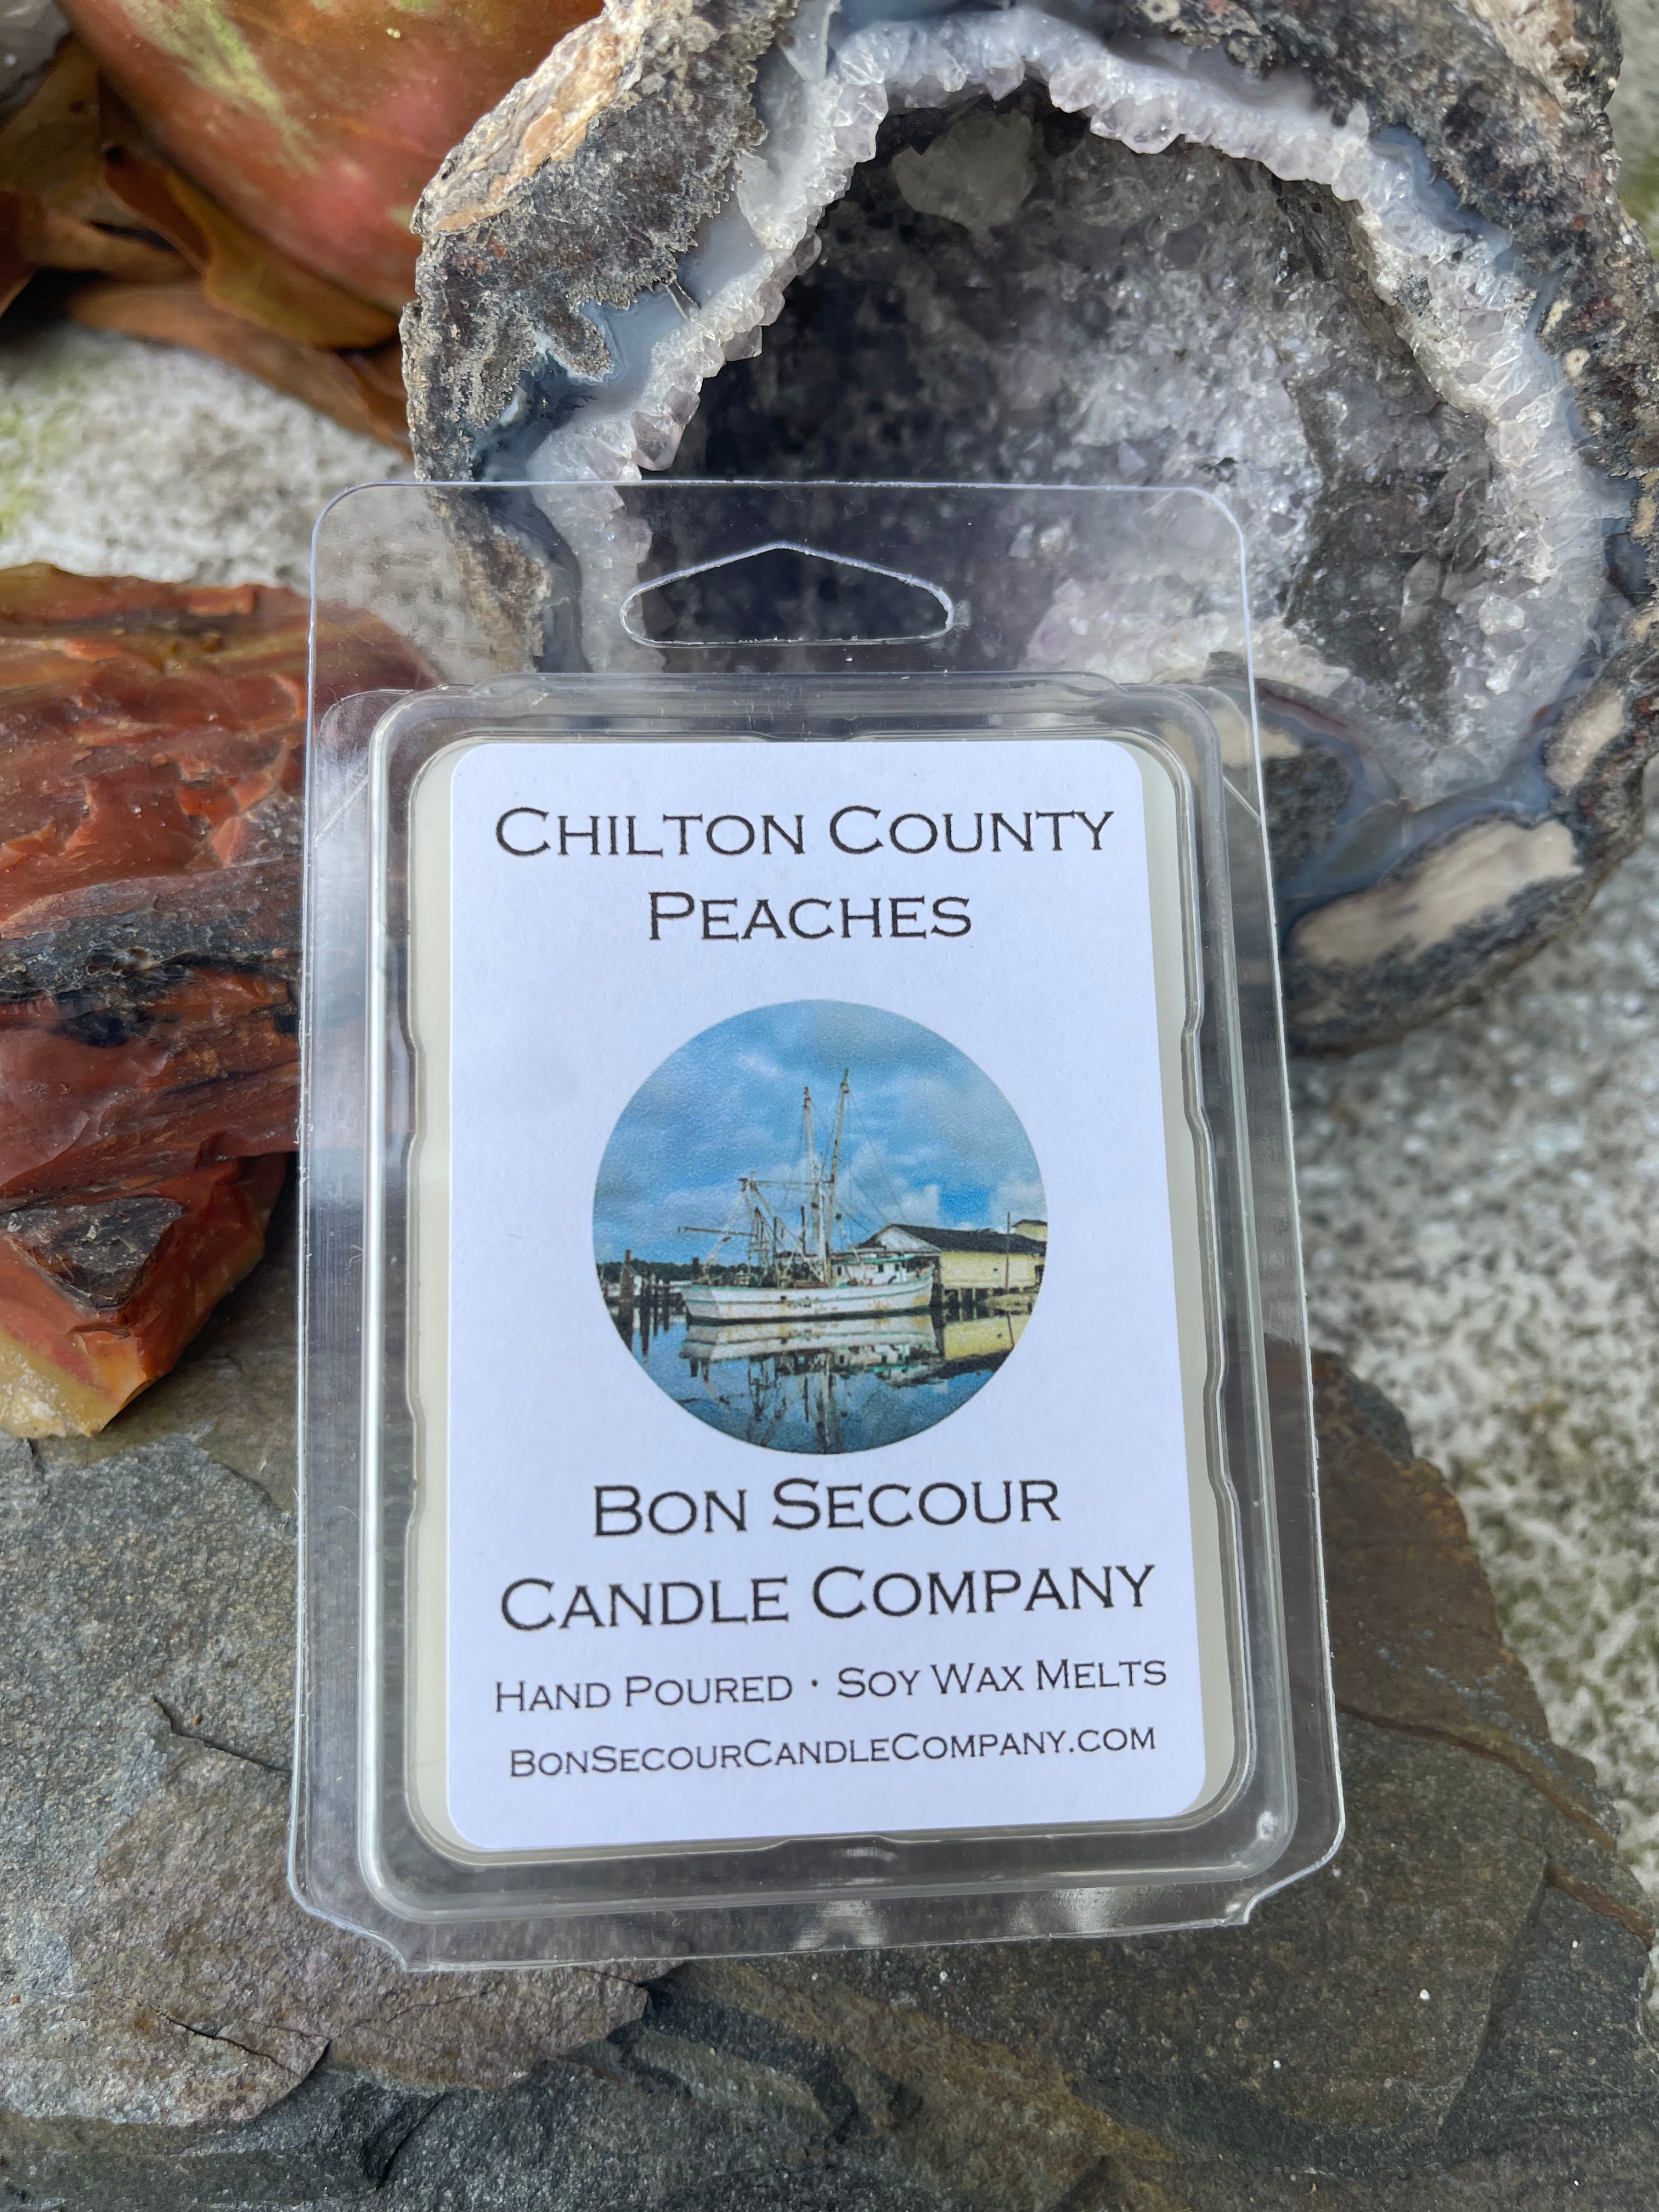 Chilton County
Peaches
Bon Secour
Candle Company
Hand Poured · Soy Wax Melts
BonSecourCandleCompany.com